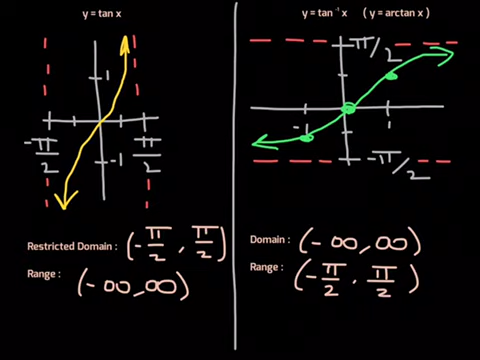 y = tan x
1
-π/2
π/2
-1
Restricted Domain : (-π/2, π/2)
Range : (-∞, ∞)
y = tan⁻¹ x ( y = arctan x )
π/2
-1
1
-π/2
Domain : (-∞, ∞)
Range : (-π/2, π/2)